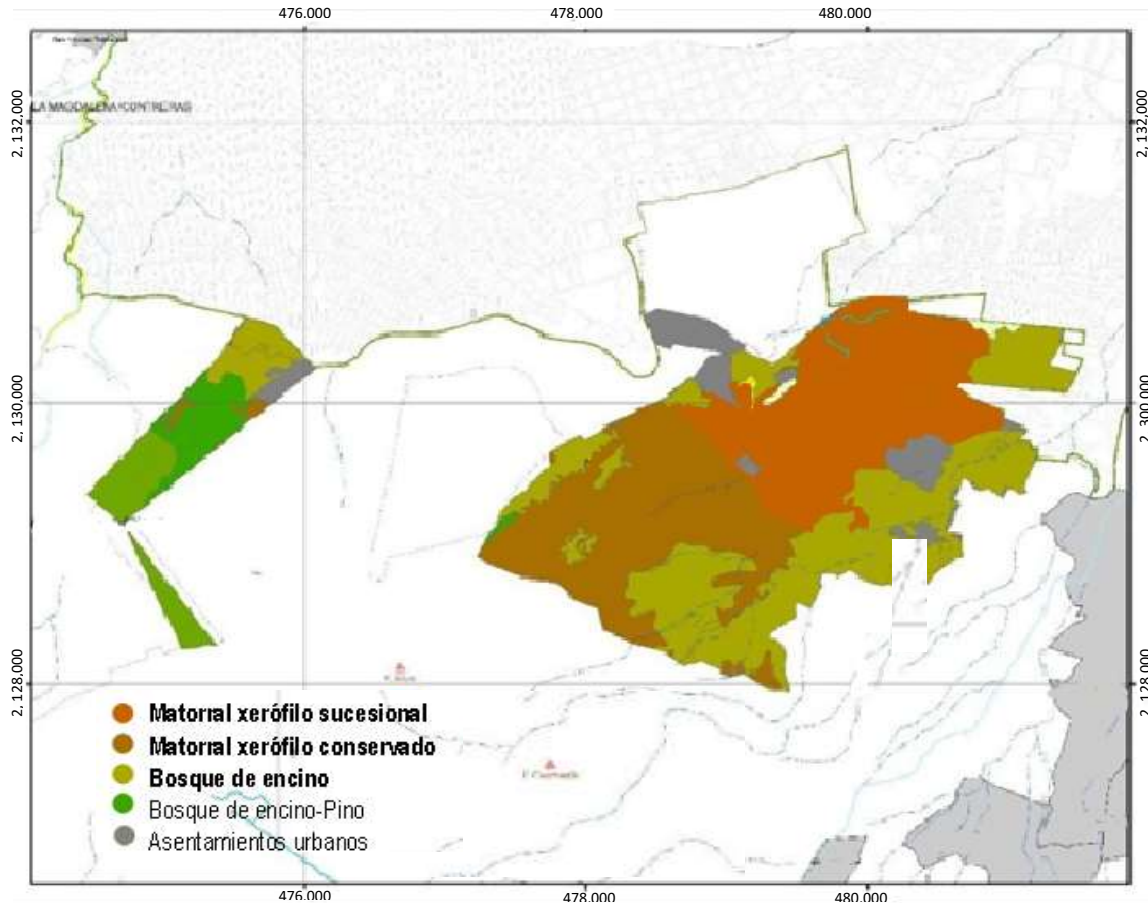 476.000
478.000
480.000
LA MAGDALENA CONTRERAS
2,132,000
2,132,000
2,130,000
2,300,000
2,128,000
2,128,000
Matorral xerófilo sucesional
Matorral xerófilo conservado
Bosque de encino
Bosque de encino-Pino
Asentamientos urbanos
476.000
478.000
480.000